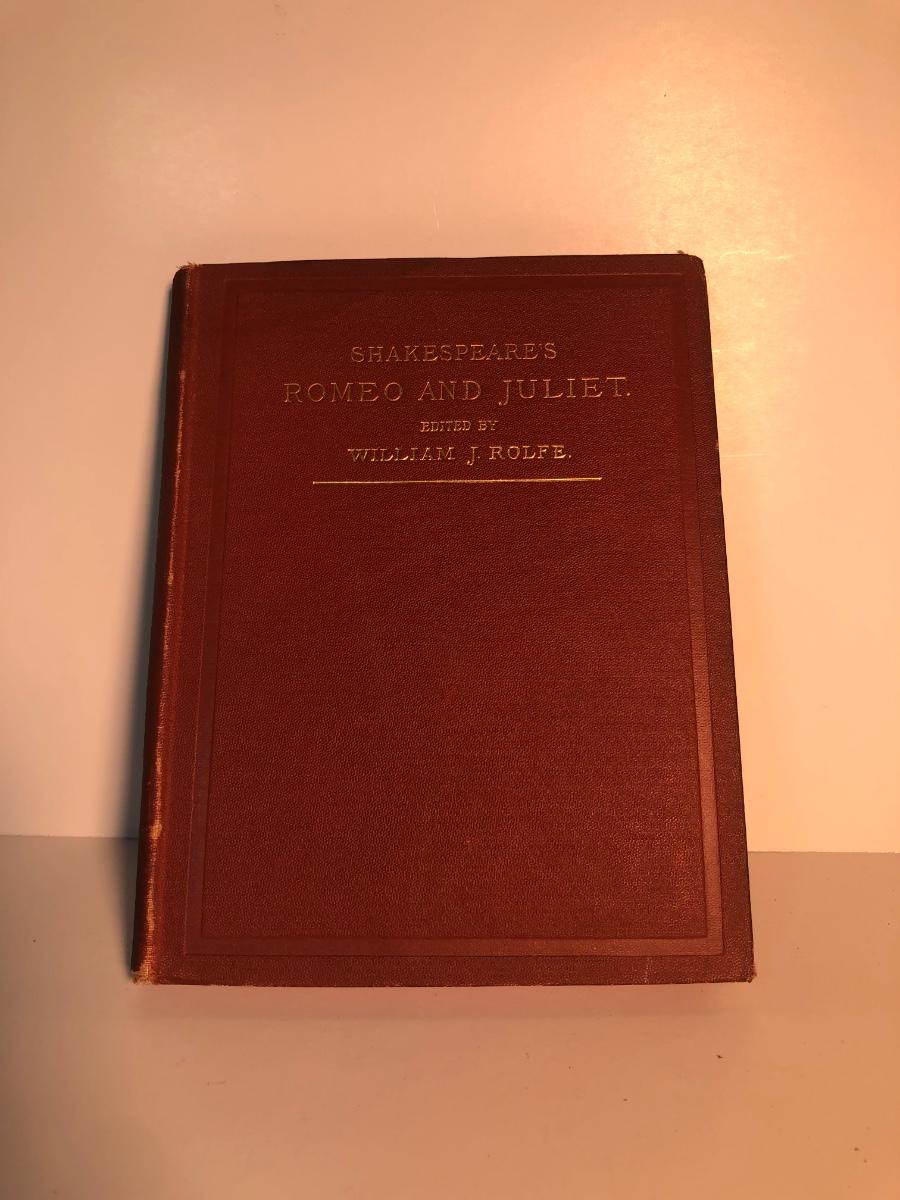 SHAKESPEARE'S
ROMEO AND JULIET.
EDITED BY
WILLIAM J. ROLFE.